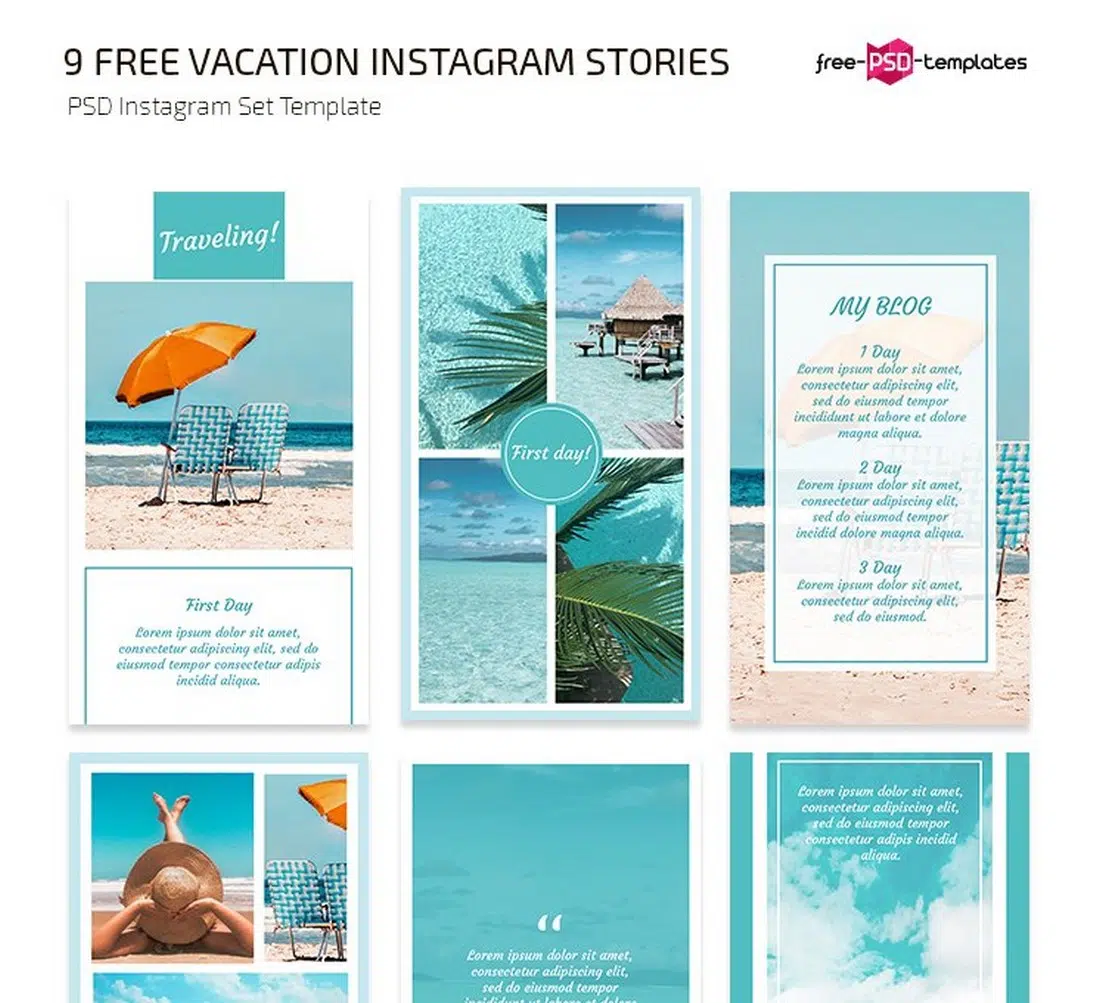 9 FREE VACATION INSTAGRAM STORIES
PSD Instagram Set Template
free-PSD-templates
Traveling!
First Day
Lorem ipsum dolor sit amet,
consectetur adipiscing elit, sed do
eiusmod tempor consectetur adipis
incidid aliqua.
First day!
MY BLOG
1 Day
Lorem ipsum dolor sit amet,
consectetur adipiscing elit,
sed do eiusmod tempor
incididunt ut labore et dolore
magna aliqua.
2 Day
Lorem ipsum dolor sit amet,
consectetur adipiscing elit,
sed do eiusmod tempor
incidid dolore magna aliqua.
3 Day
Lorem ipsum dolor sit amet,
consectetur adipiscing elit,
sed do eiusmod.
“
Lorem ipsum dolor sit amet,
consectetur adipiscing elit,
sed do eiusmod tempor
Lorem ipsum dolor sit amet,
consectetur adipiscing elit,
sed do eiusmod tempor
consectetur adipis incidid
aliqua.